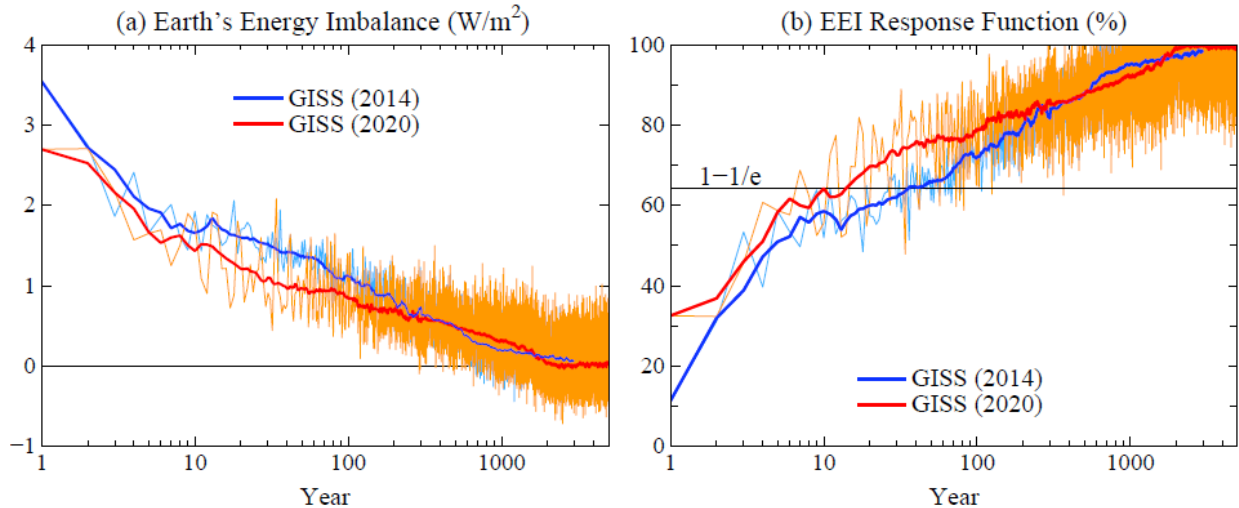 (a) Earth's Energy Imbalance (W/m²)
4
3
2
1
0
−1
GISS (2014)
GISS (2020)
1 10 100 1000
Year
(b) EEI Response Function (%)
100
80
60
40
20
0
1−1/e
GISS (2014)
GISS (2020)
1 10 100 1000
Year